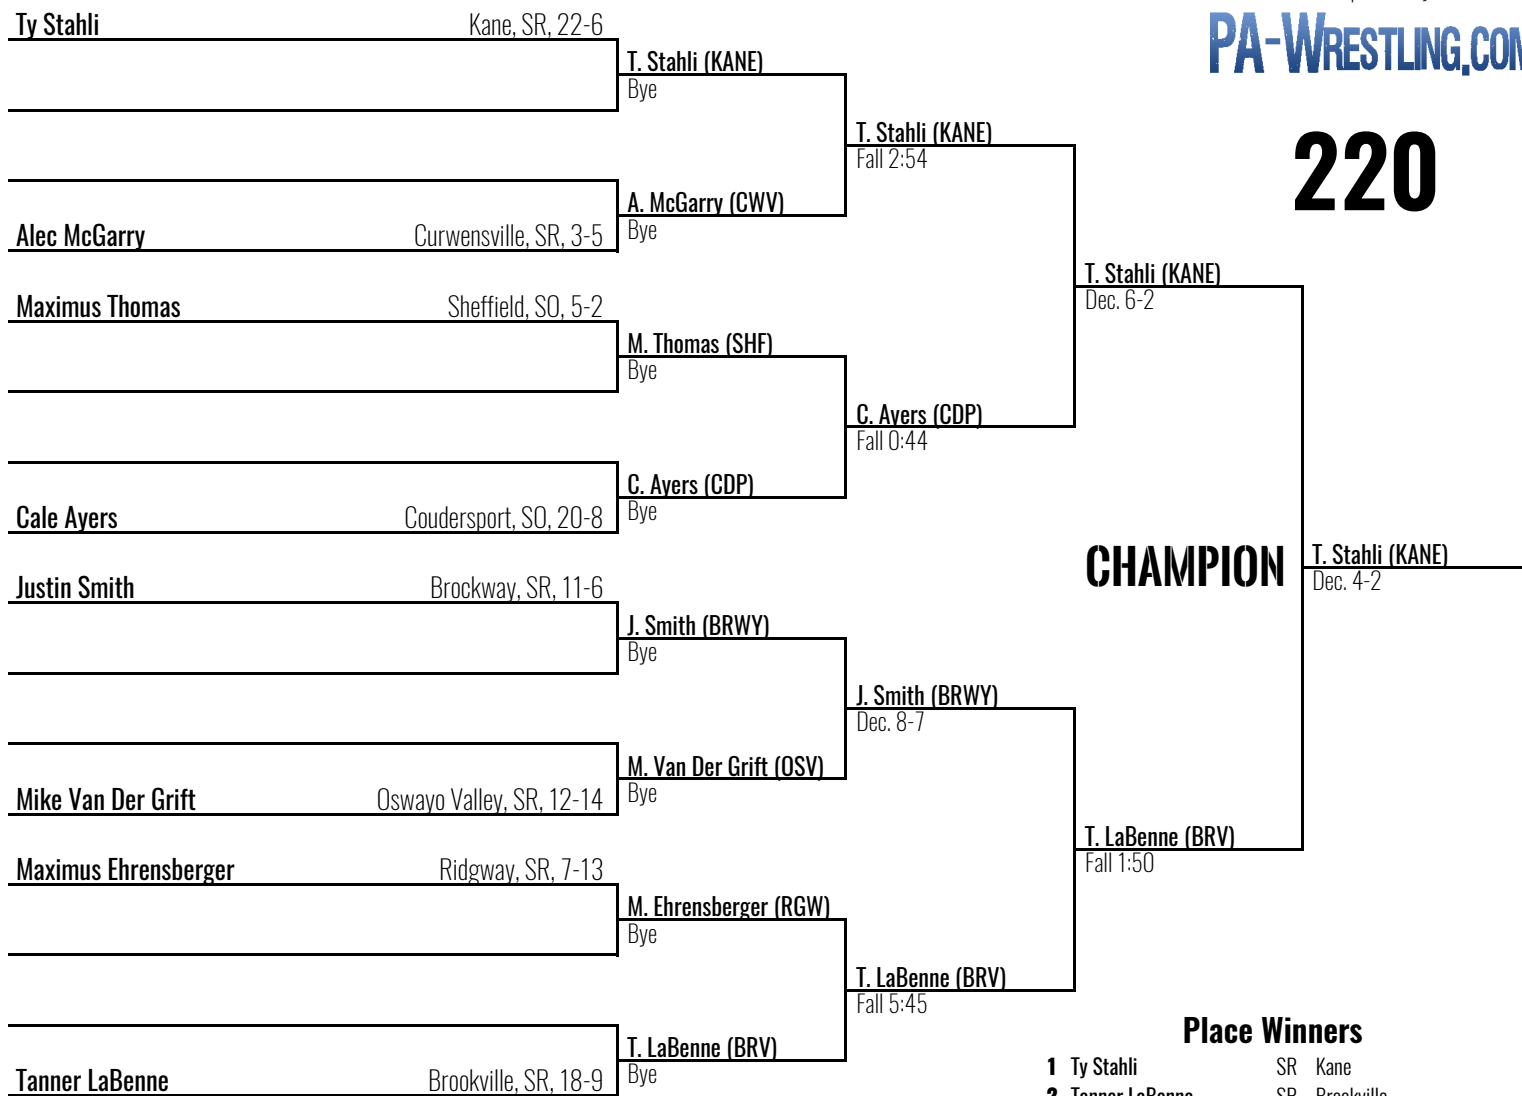 Ty Stahli Kane, SR, 22-6
PA-WRESTLING.COM
T. Stahli (KANE)
Bye
T. Stahli (KANE)
Fall 2:54
220
A. McGarry (CWV)
Bye
Alec McGarry Curwensville, SR, 3-5
T. Stahli (KANE)
Dec. 6-2
Maximus Thomas Sheffield, SO, 5-2
M. Thomas (SHF)
Bye
C. Ayers (CDP)
Fall 0:44
C. Ayers (CDP)
Bye
Cale Ayers Coudersport, SO, 20-8
CHAMPION
T. Stahli (KANE)
Dec. 4-2
Justin Smith Brockway, SR, 11-6
J. Smith (BRWY)
Bye
J. Smith (BRWY)
Dec. 8-7
M. Van Der Grift (OSV)
Bye
Mike Van Der Grift Oswayo Valley, SR, 12-14
T. LaBenne (BRV)
Fall 1:50
Maximus Ehrensberger Ridgway, SR, 7-13
M. Ehrensberger (RGW)
Bye
T. LaBenne (BRV)
Fall 5:45
Place Winners
T. LaBenne (BRV)
Bye
1 Ty Stahli SR Kane
Tanner LaBenne Brookville, SR, 18-9
2 Tanner LaBenne SR Brookville